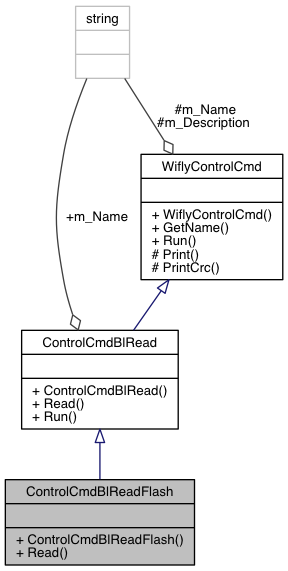 string
#m_Name
#m_Description
WiflyControlCmd
+ WiflyControlCmd()
+ GetName()
+ Run()
# Print()
# PrintCrc()
+m_Name
ControlCmdBlRead
+ ControlCmdBlRead()
+ Read()
+ Run()
ControlCmdBlReadFlash
+ ControlCmdBlReadFlash()
+ Read()